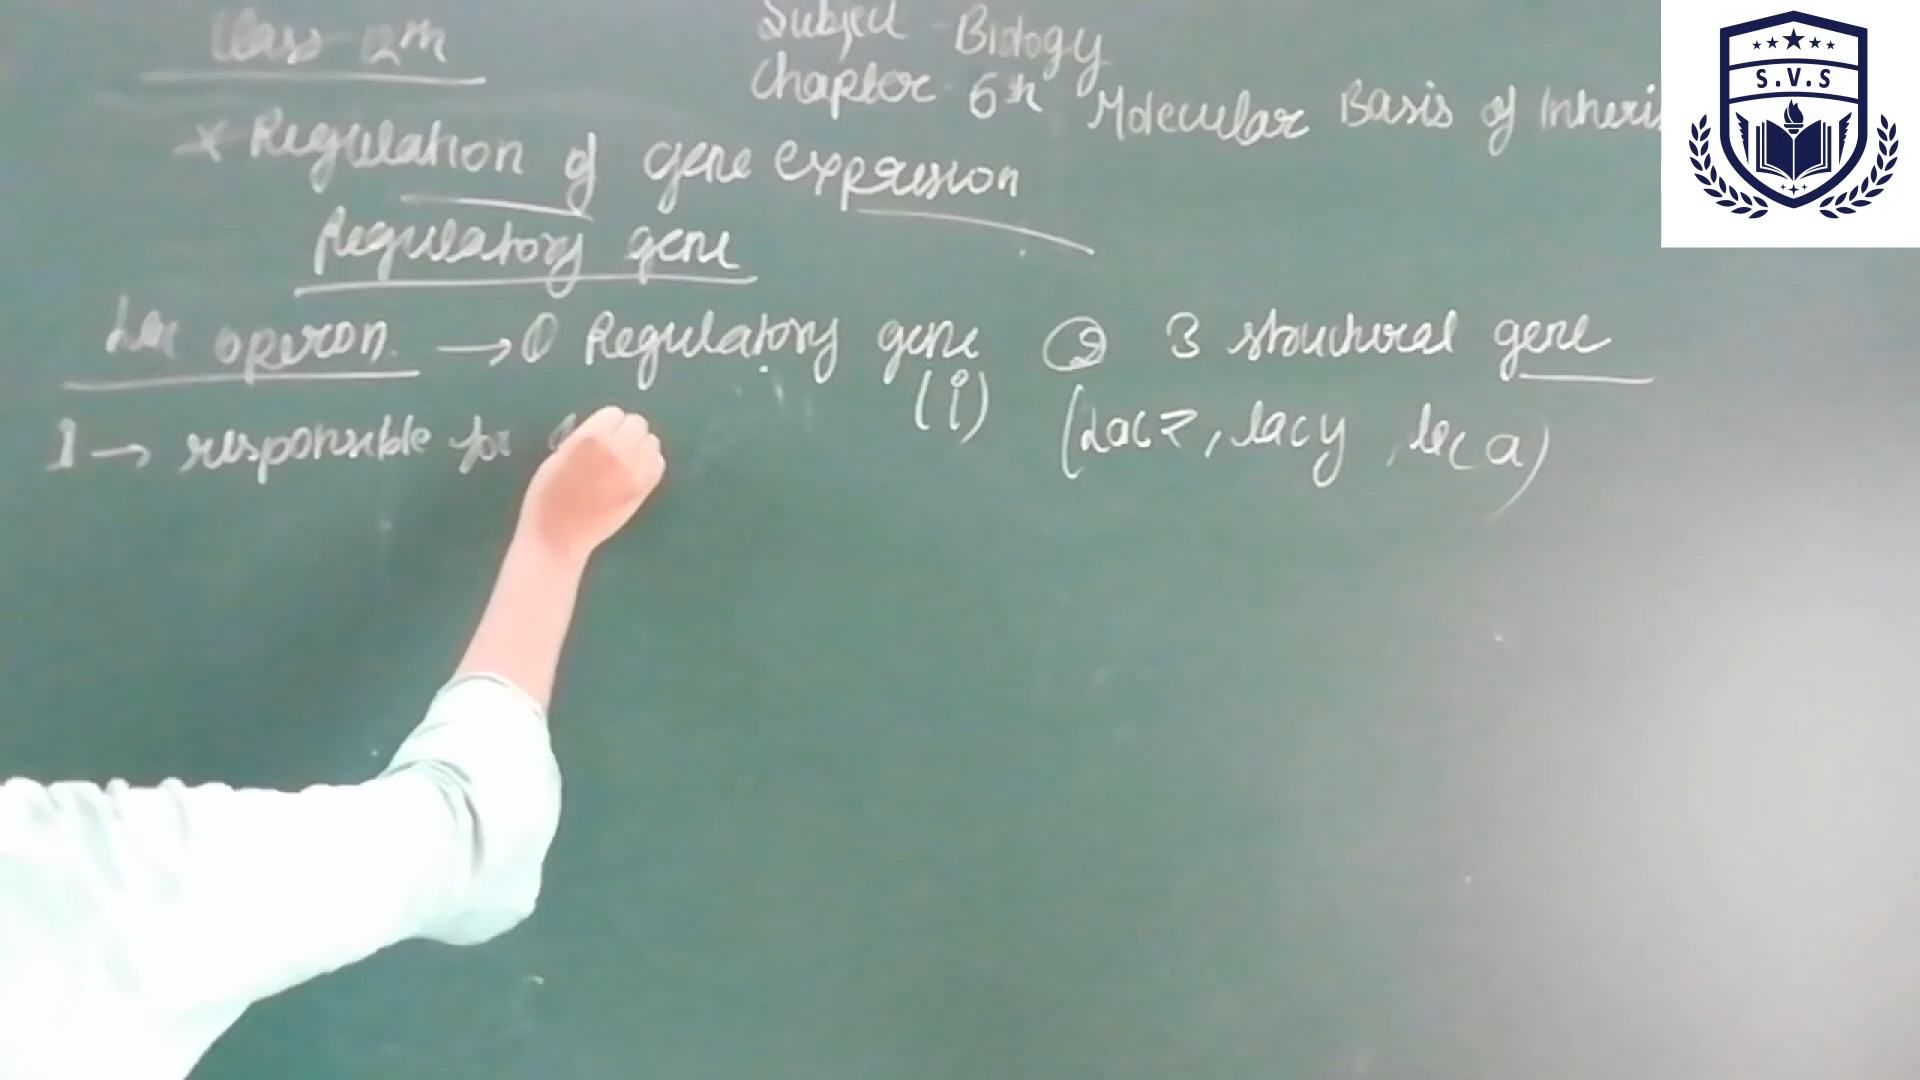 Class 12th
Subject - Biology
Chapter - 6th Molecular Basis of Inheri
* Regulation of gene expression
Regulatory gene
Lac operon. → ① Regulatory gene ② 3 structural gene
(i) (Lac z, lac y, lac a)
I → responsible for
S.V.S